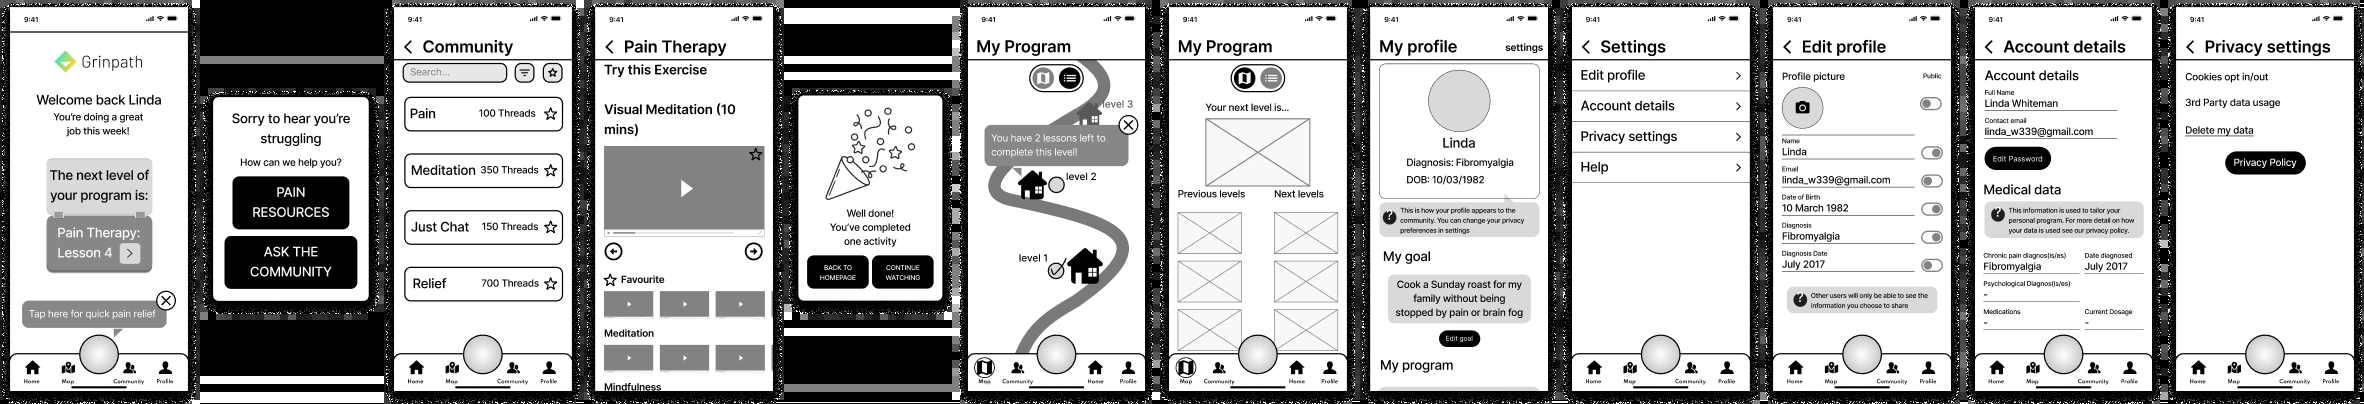 9:41
Grinpath
Welcome back Linda
You're doing a great
job this week!
The next level of
your program is:
Pain Therapy:
Lesson 4
Tap here for quick pain relief
Home
Map
Community
Profile
Sorry to hear you're
struggling
How can we help you?
PAIN
RESOURCES
ASK THE
COMMUNITY
9:41
Community
Search...
Pain 100 Threads
Meditation 350 Threads
Just Chat 150 Threads
Relief 700 Threads
Home
Map
Community
Profile
9:41
Pain Therapy
Try this Exercise
Visual Meditation (10
mins)
Favourite
Meditation
Mindfulness
Home
Map
Community
Profile
Well done!
You've completed
one activity
BACK TO
HOMEPAGE
CONTINUE
WATCHING
9:41
My Program
level 3
You have 2 lessons left to
complete this level!
level 2
level 1
Map
Community
Home
Profile
9:41
My Program
Your next level is...
Previous levels
Next levels
Map
Community
Home
Profile
9:41
My profile
settings
Linda
Diagnosis: Fibromyalgia
DOB: 10/03/1982
This is how your profile appears to the
community. You can change your privacy
preferences in settings
My goal
Cook a Sunday roast for my
family without being
stopped by pain or brain fog
Edit goal
My program
Home
Map
Community
Profile
9:41
Settings
Edit profile
Account details
Privacy settings
Help
Home
Map
Community
Profile
9:41
Edit profile
Profile picture
Public
Name
Linda
Email
linda_w339@gmail.com
Date of Birth
10 March 1982
Diagnosis
Fibromyalgia
Diagnosis Date
July 2017
Other users will only be able to see the
information you choose to share
Home
Map
Community
Profile
9:41
Account details
Account details
Full Name
Linda Whiteman
Contact email
linda_w339@gmail.com
Edit Password
Medical data
This information is used to tailor your
personal program. For more detail on how
your data is used see our privacy policy.
Chronic pain diagnos(is/es)
Fibromyalgia
Date diagnosed
July 2017
Psychological Diagnos(is/es)
-
Medications
-
Current Dosage
-
Home
Map
Community
Profile
9:41
Privacy settings
Cookies opt in/out
3rd Party data usage
Delete my data
Privacy Policy
Home
Map
Community
Profile